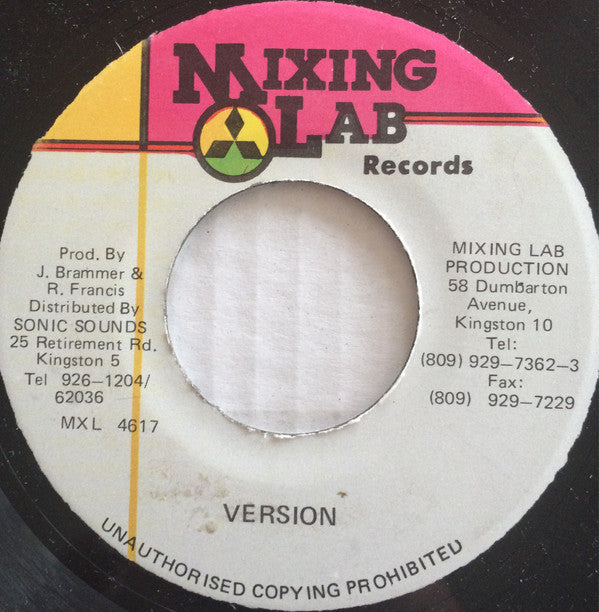 MIXING
LAB
Records
Prod. By
J. Brammer &
R. Francis
Distributed By
SONIC SOUNDS
25 Retirement Rd.
Kingston 5
Tel 926-1204/
62036
MXL 4617
MIXING LAB
PRODUCTION
58 Dumbarton
Avenue,
Kingston 10
Tel:
(809) 929-7362-3
Fax:
(809) 929-7229
VERSION
UNAUTHORISED COPYING PROHIBITED